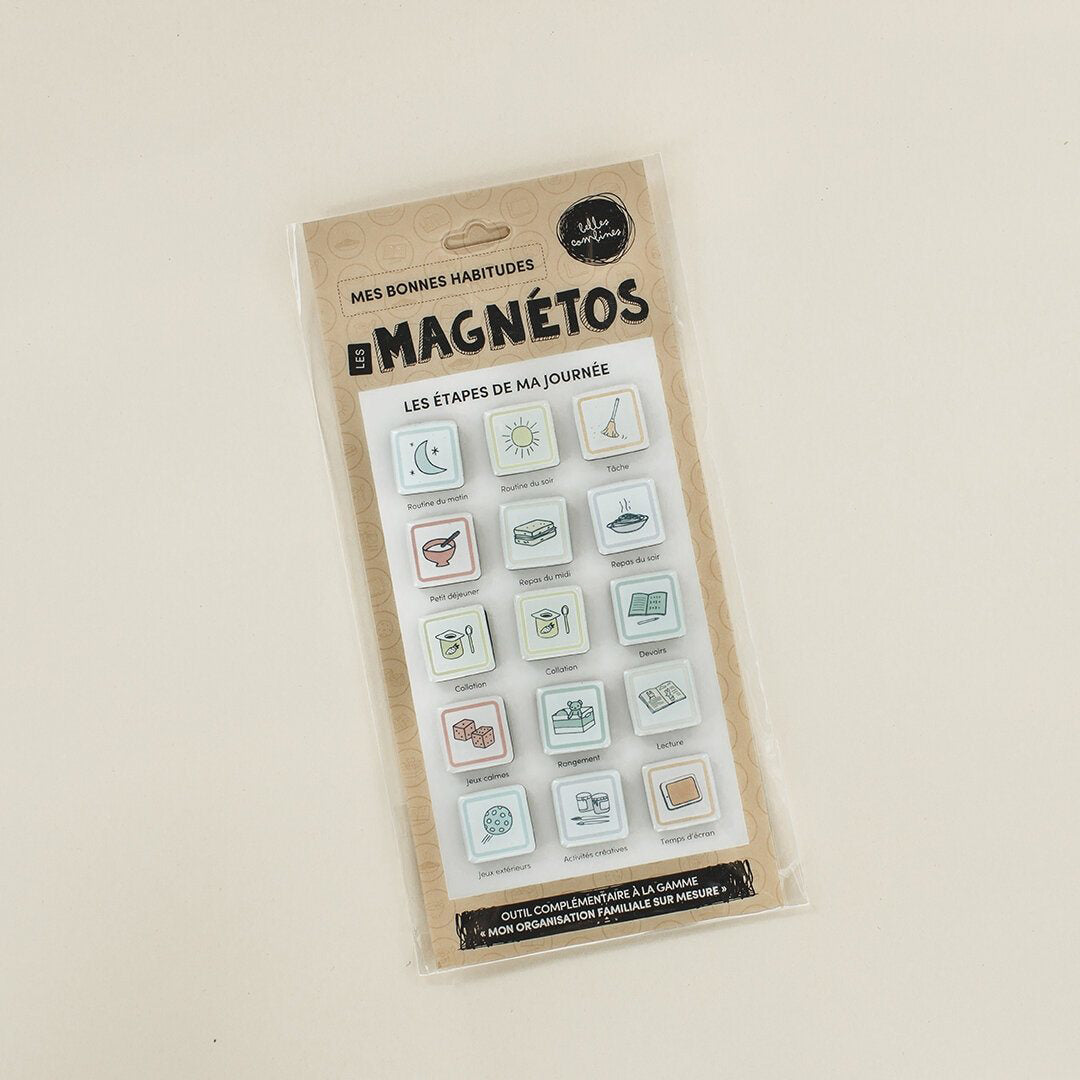 belles
combines
MES BONNES HABITUDES
LES MAGNÉTOS
LES ÉTAPES DE MA JOURNÉE
Routine du matin Routine du soir Tâche
Petit déjeuner Repas du midi Repas du soir
Collation Collation Devoirs
Jeux calmes Rangement Lecture
Jeux extérieurs Activités créatives Temps d'écran
OUTIL COMPLÉMENTAIRE À LA GAMME
« MON ORGANISATION FAMILIALE SUR MESURE »